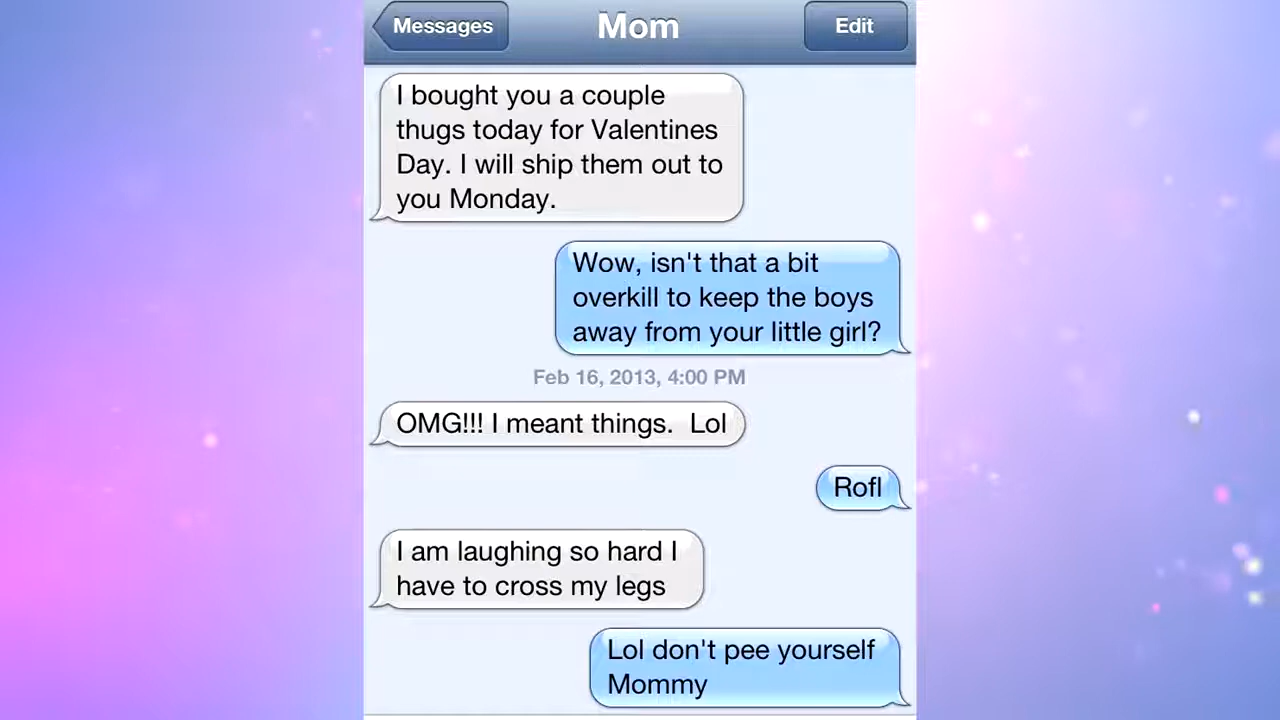 Messages
Mom
Edit
I bought you a couple
thugs today for Valentines
Day. I will ship them out to
you Monday.
Wow, isn't that a bit
overkill to keep the boys
away from your little girl?
Feb 16, 2013, 4:00 PM
OMG!!! I meant things.  Lol
Rofl
I am laughing so hard I
have to cross my legs
Lol don't pee yourself
Mommy